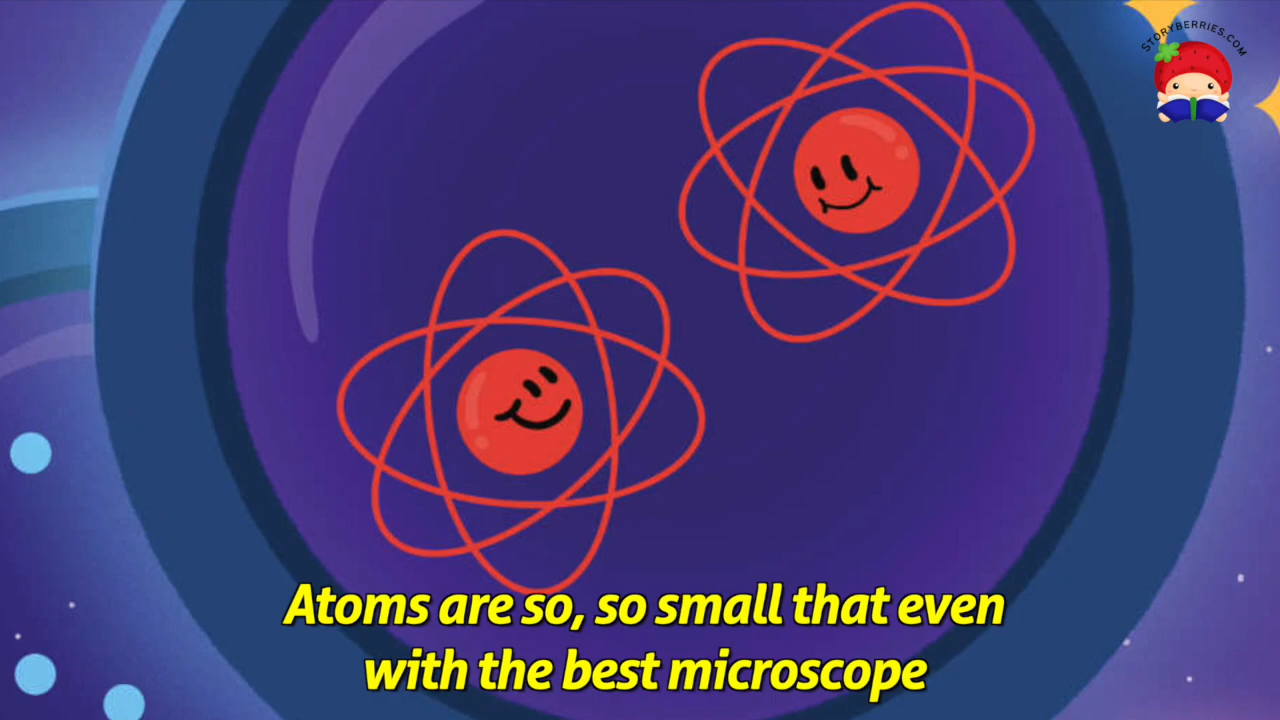 STORYBERRIES.COM
Atoms are so, so small that even
with the best microscope